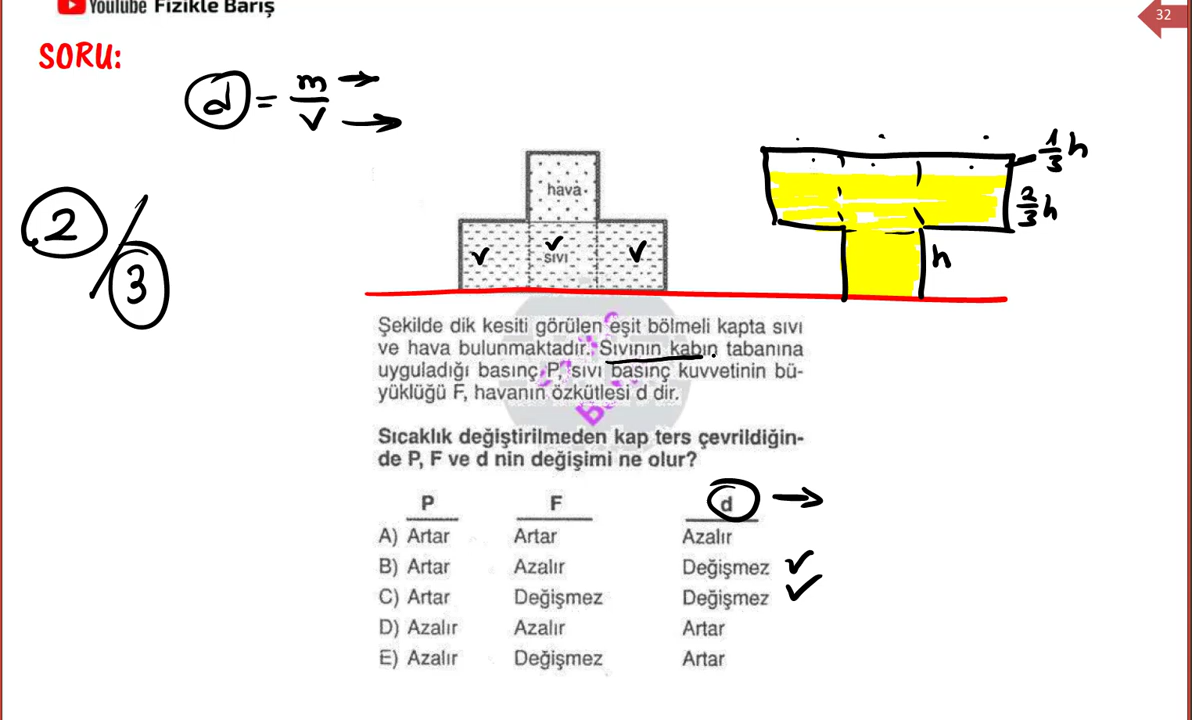 YouTube Fizikle Barış
32
SORU:
d = m/V
hava
sıvı
V V V
1/3 h
2/3 h
h
2/3
Şekilde dik kesiti görülen eşit bölmeli kapta sıvı
ve hava bulunmaktadır. Sıvının kabın tabanına
uyguladığı basınç P, sıvı basınç kuvvetinin bü-
yüklüğü F, havanın özkütlesi d dir.
Sıcaklık değiştirilmeden kap ters çevrildiğin-
de P, F ve d nin değişimi ne olur?
P F d
A) Artar Artar Azalır
B) Artar Azalır Değişmez
C) Artar Değişmez Değişmez
D) Azalır Azalır Artar
E) Azalır Değişmez Artar